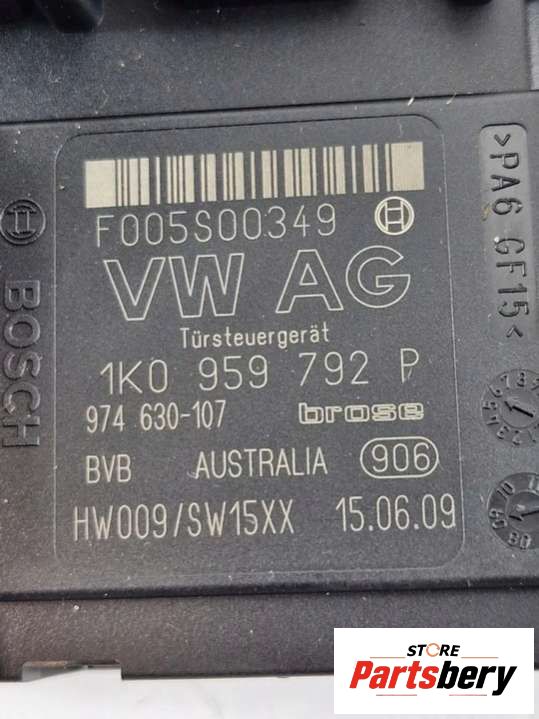 F005S00349
VW AG
Türsteuergerät
1K0 959 792 P
974 630-107 brose
BVB AUSTRALIA 906
HW009/SW15XX 15.06.09
BOSCH
>PA6 GF15<
STORE
Partsbery